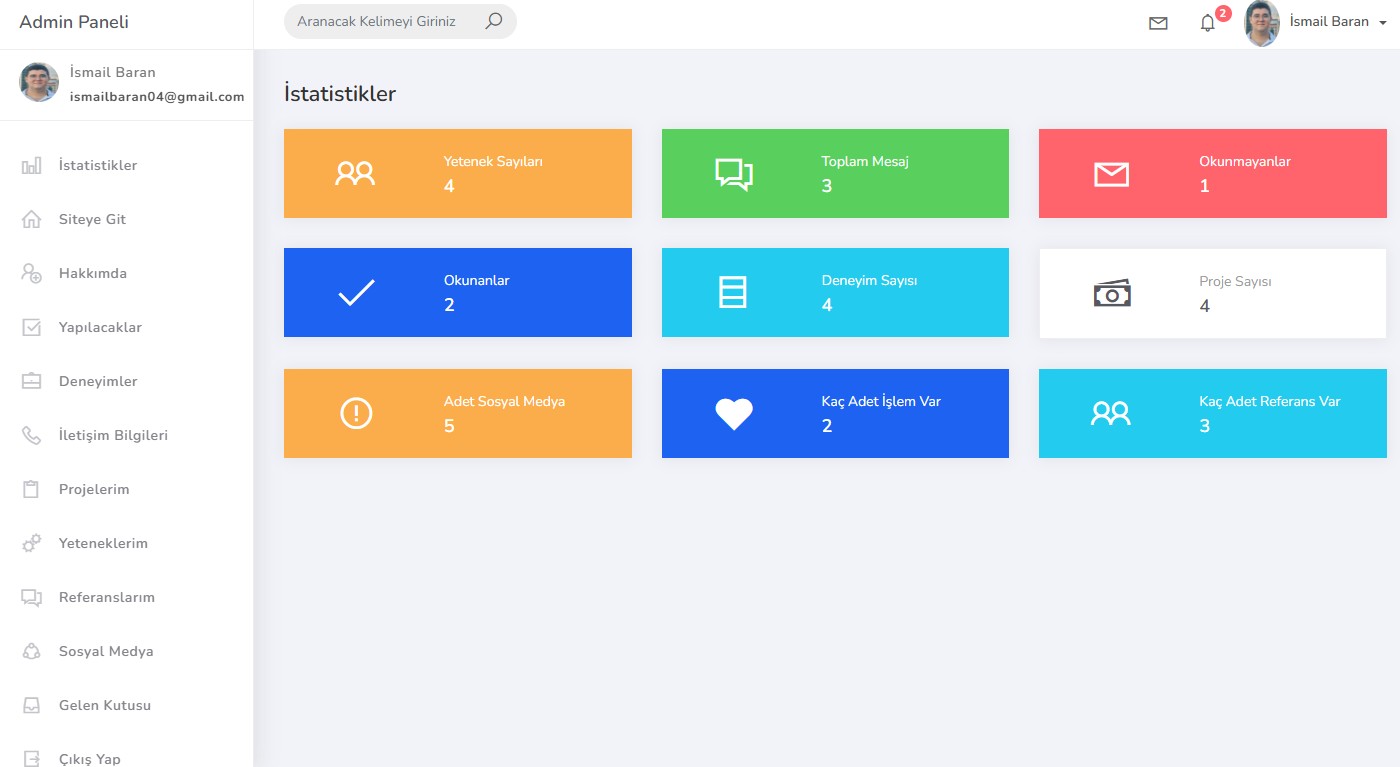 Admin Paneli
Aranacak Kelimeyi Giriniz
2
İsmail Baran
İsmail Baran
ismailbaran04@gmail.com
İstatistikler
Siteye Git
Hakkımda
Yapılacaklar
Deneyimler
İletişim Bilgileri
Projelerim
Yeteneklerim
Referanslarım
Sosyal Medya
Gelen Kutusu
Çıkış Yap
İstatistikler
Yetenek Sayıları
4
Toplam Mesaj
3
Okunmayanlar
1
Okunanlar
2
Deneyim Sayısı
4
Proje Sayısı
4
Adet Sosyal Medya
5
Kaç Adet İşlem Var
2
Kaç Adet Referans Var
3